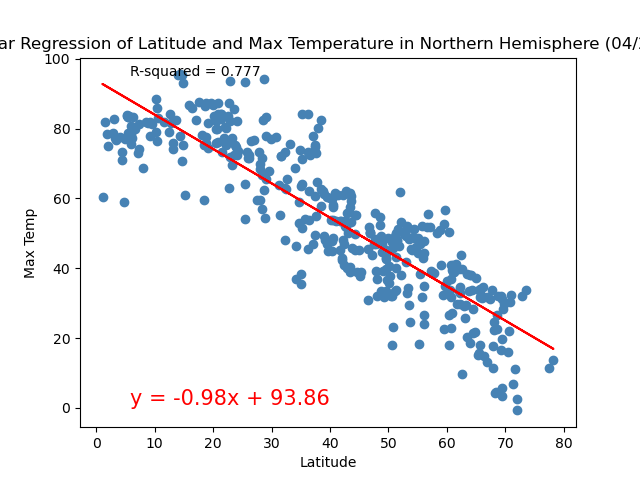 ar Regression of Latitude and Max Temperature in Northern Hemisphere (04/
R-squared = 0.777
y = -0.98x + 93.86
Max Temp
100
80
60
40
20
0
0 10 20 30 40 50 60 70 80
Latitude